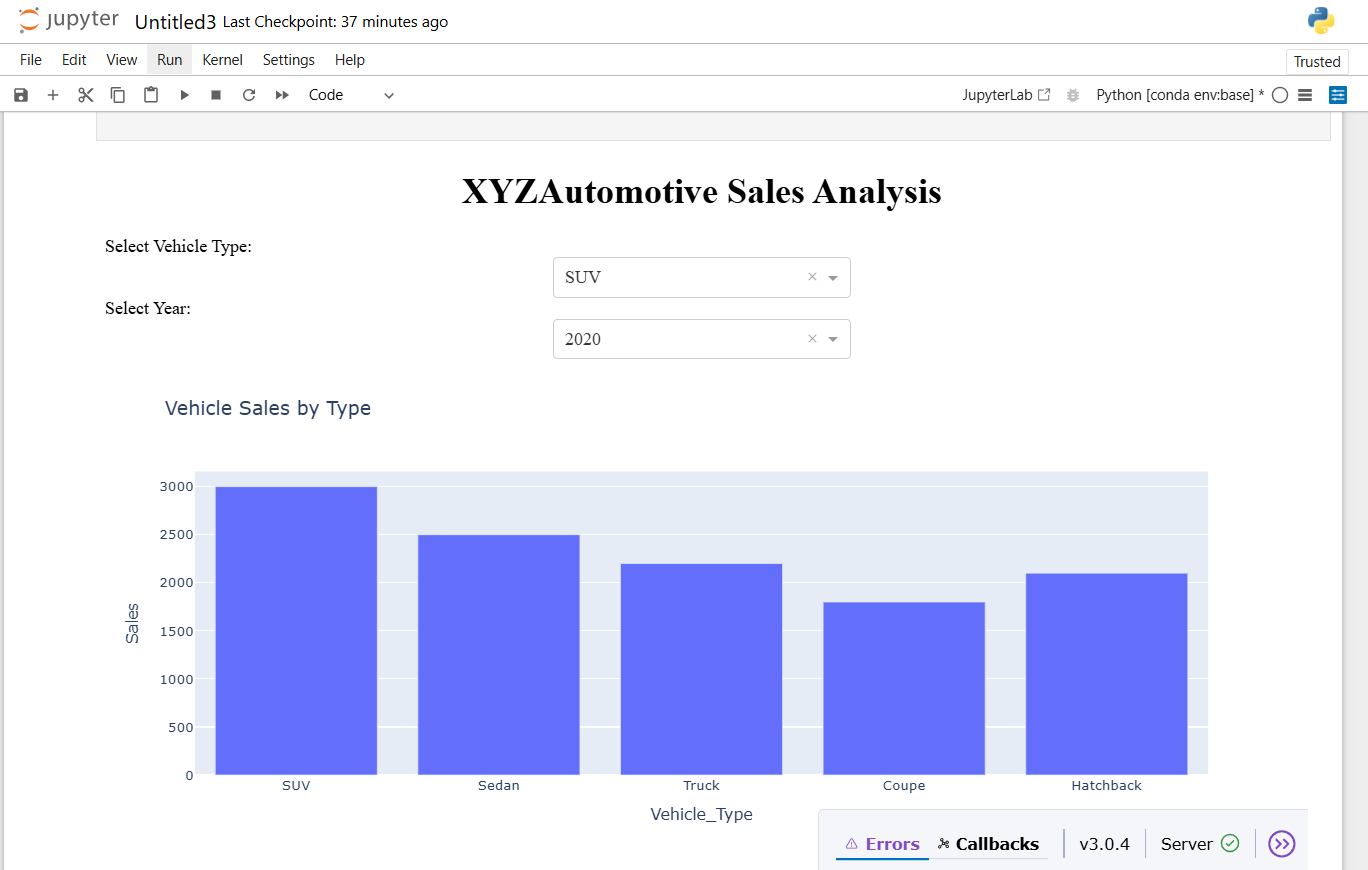 jupyter Untitled3 Last Checkpoint: 37 minutes ago
File Edit View Run Kernel Settings Help Trusted
Code JupyterLab Python [conda env:base] *
XYZAutomotive Sales Analysis
Select Vehicle Type:
SUV ×
Select Year:
2020 ×
Vehicle Sales by Type
3000
2500
2000
1500
1000
500
0
Sales
SUV Sedan Truck Coupe Hatchback
Vehicle_Type
Errors Callbacks v3.0.4 Server